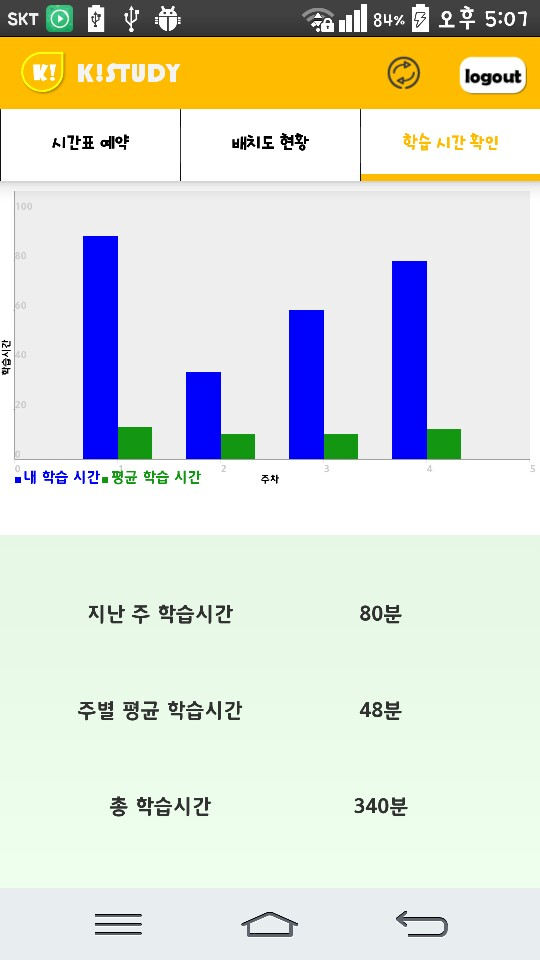 SKT 84% 오후 5:07
K! K!STUDY logout
시간표 예약 배치도 현황 학습 시간 확인
100
80
60
40
20
0
학습시간
0 1 2 3 4 5
내 학습 시간 평균 학습 시간 주차
지난 주 학습시간 80분
주별 평균 학습시간 48분
총 학습시간 340분